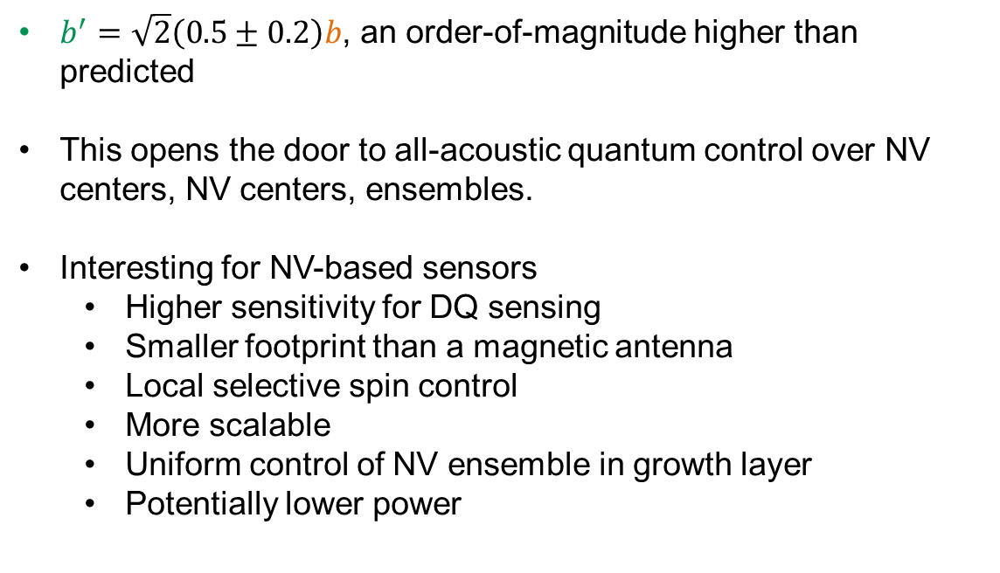 • b′ = √2(0.5 ± 0.2)b, an order-of-magnitude higher than
predicted
• This opens the door to all-acoustic quantum control over NV
centers, NV centers, ensembles.
• Interesting for NV-based sensors
• Higher sensitivity for DQ sensing
• Smaller footprint than a magnetic antenna
• Local selective spin control
• More scalable
• Uniform control of NV ensemble in growth layer
• Potentially lower power